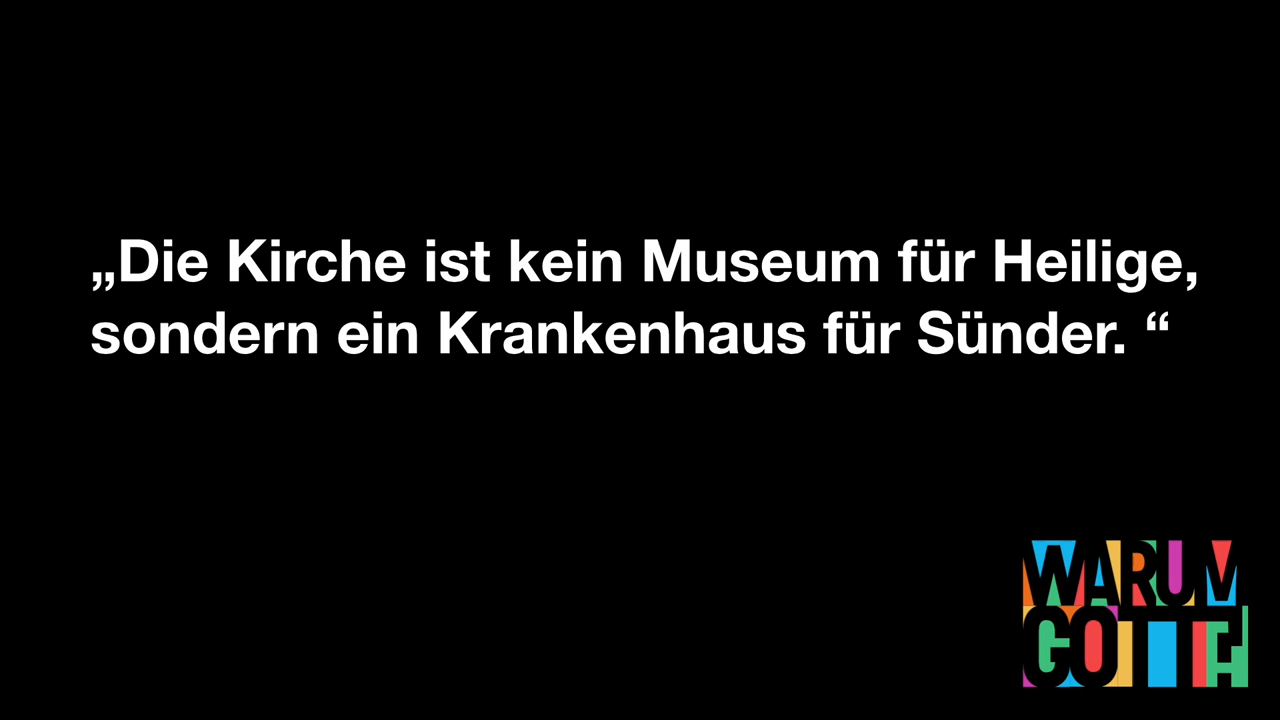 „Die Kirche ist kein Museum für Heilige,
sondern ein Krankenhaus für Sünder. “
WARUM
GOTT?